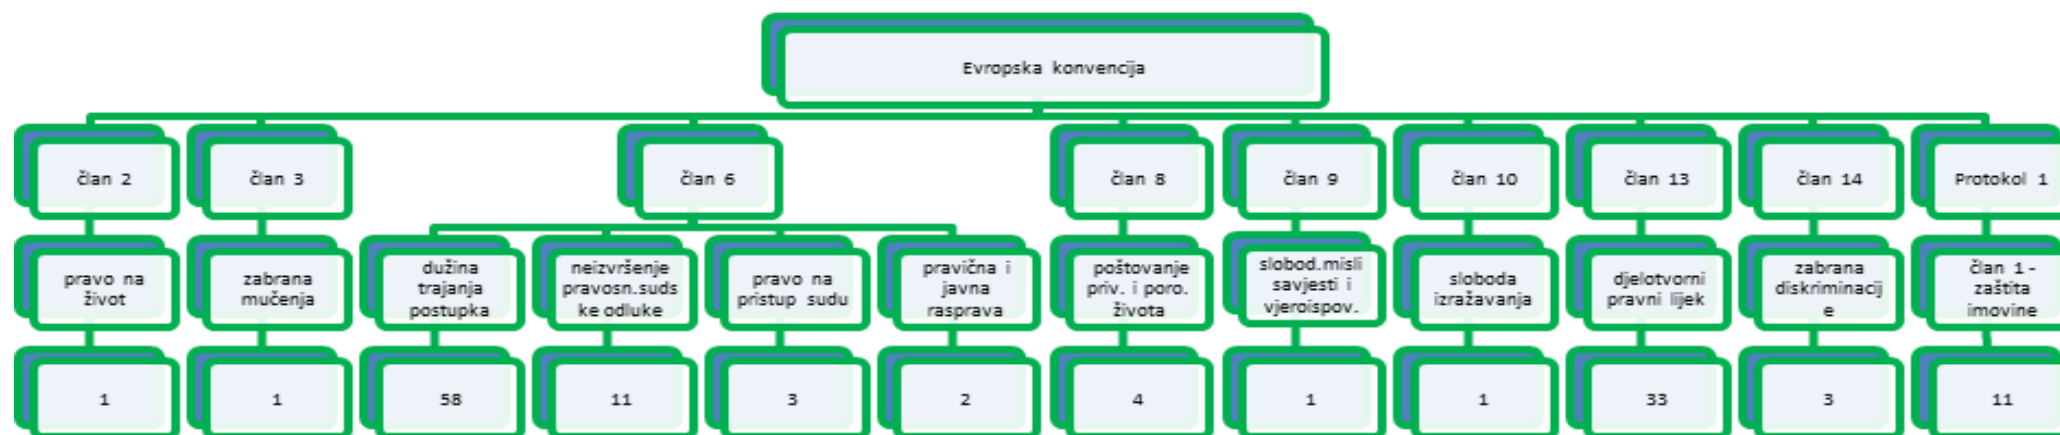 Evropska konvencija
član 2
član 3
član 6
član 8
član 9
član 10
član 13
član 14
Protokol 1
pravo na
život
zabrana
mučenja
dužina
trajanja
postupka
neizvršenje
pravosn.suds
ke odluke
pravo na
pristup sudu
pravična i
javna
rasprava
poštovanje
priv. i poro.
života
slobod.misli
savjesti i
vjeroispov.
sloboda
izražavanja
djelotvorni
pravni lijek
zabrana
diskriminacij
e
član 1-
zaštita
imovine
1
1
58
11
3
2
4
1
1
33
3
11